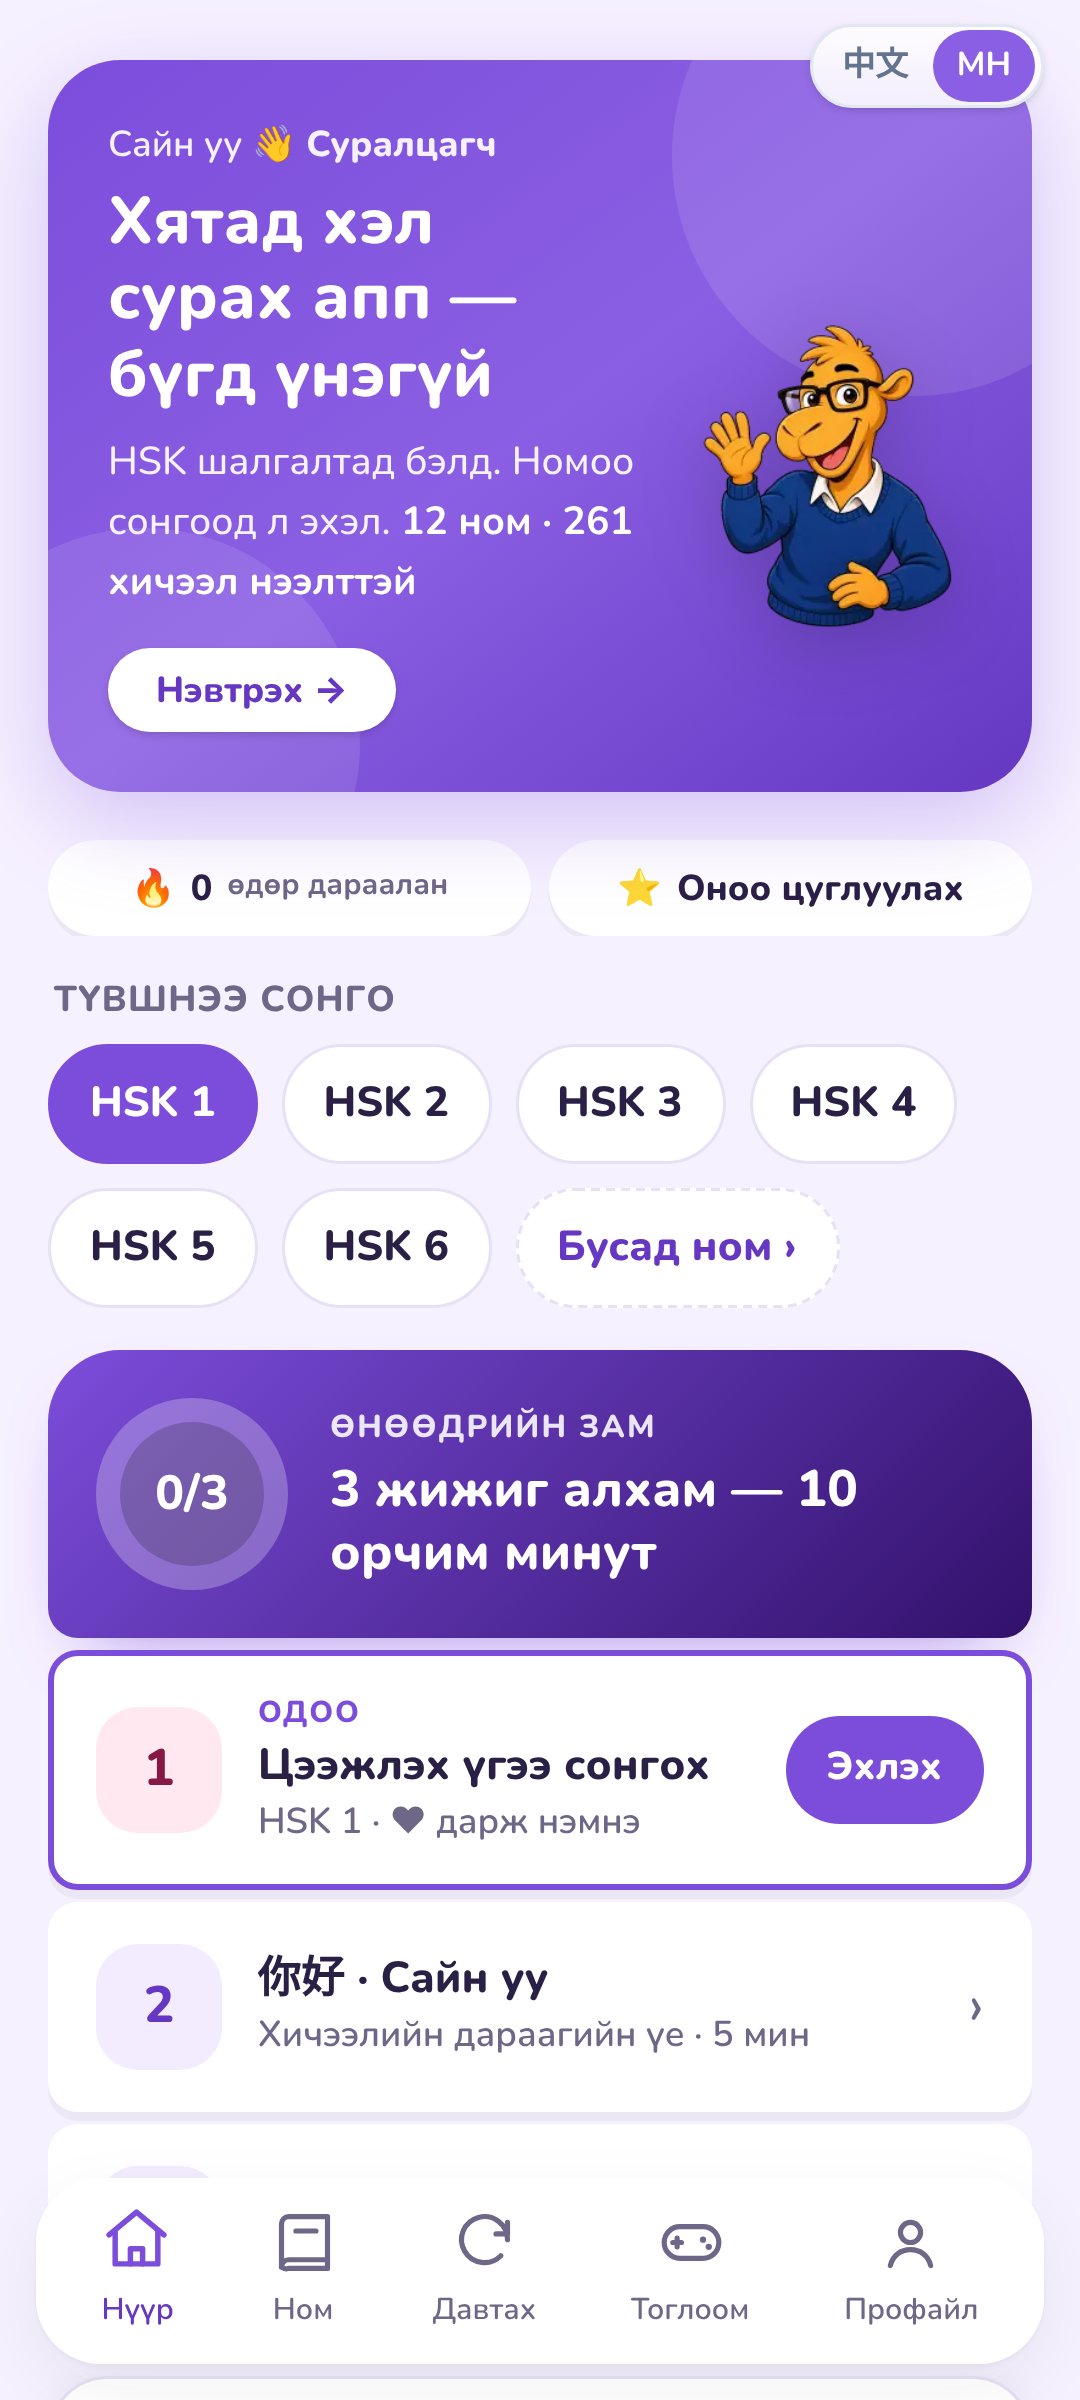 中文 MH
Сайн уу 👋 Суралцагч
Хятад хэл
сурах апп —
бүгд үнэгүй
HSK шалгалтад бэлд. Номоо
сонгоод л эхэл. 12 ном · 261
хичээл нээлттэй
Нэвтрэх →
🔥 0 өдөр дараалан
⭐ Оноо цуглуулах
ТҮВШНЭЭ СОНГО
HSK 1 HSK 2 HSK 3 HSK 4
HSK 5 HSK 6 Бусад ном ›
0/3
ӨНӨӨДРИЙН ЗАМ
3 жижиг алхам — 10
орчим минут
1
ОДОО
Цээжлэх үгээ сонгох
HSK 1 · ♥ дарж нэмнэ
Эхлэх
2
你好 · Сайн уу
Хичээлийн дараагийн үе · 5 мин
›
Нүүр Ном Давтах Тоглоом Профайл